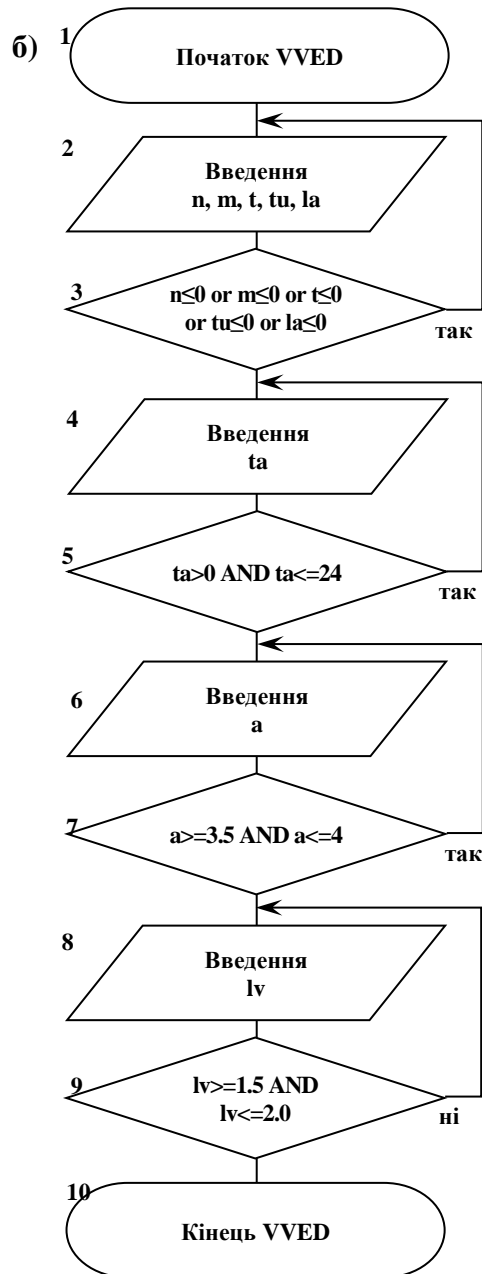 б)
1
Початок VVED
2
Введення
n, m, t, tu, la
3
n≤0 or m≤0 or t≤0
or tu≤0 or la≤0
так
4
Введення
ta
5
ta>0 AND ta<=24
так
6
Введення
a
7
a>=3.5 AND a<=4
так
8
Введення
lv
9
lv>=1.5 AND
lv<=2.0
ні
10
Кінець VVED